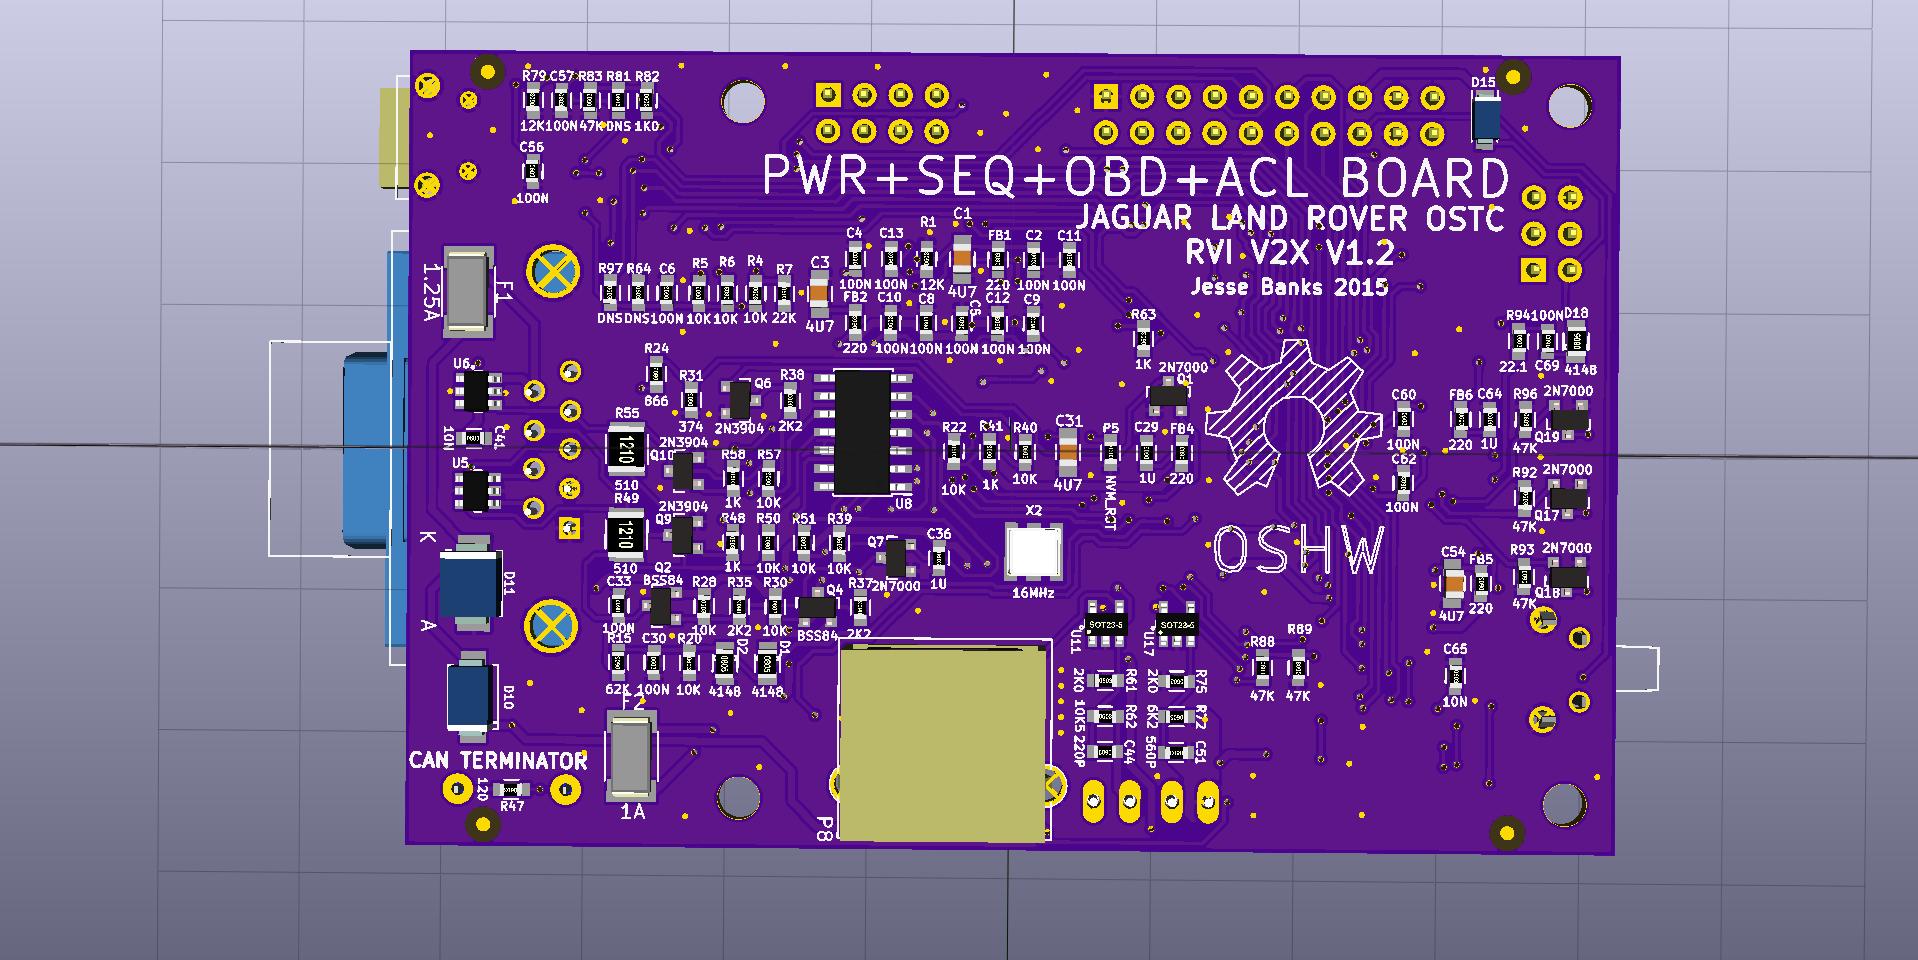 R79 C57 R83 R81 R82
12K 100N 47K DNS 1K0
C56
100N
D15
PWR+SEQ+OBD+ACL BOARD
JAGUAR LAND ROVER OSTC
RVI V2X V1.2
Jesse Banks 2015
C4 C13 R1 C1 FB1 C2 C11
100N 100N 12K 4U7 220 100N 100N
R97 R64 C6 R5 R6 R4 R7 C3
DNS DNS 100N 10K 10K 10K 22K 4U7
FB2 C10 C8 C5 C12 C9
220 100N 100N 100N 100N 100N
1.25A
F1
R63
1K
R94 100N D18
22.1 C69 4148
U6
R24
866
R31
374
Q6
2N3904
R38
2K2
2N7000
Q1
C60
100N
FB6 C64 R96 2N7000
220 1U 47K Q19
10N
C41
U5
R55
1210
510
2N3904
Q10
R58 R57
1K 10K
U8
R22 R41 R40 C31 P5 C29 FB4
10K 1K 10K 4U7 NVM_RST 1U 220
C62
100N
R92 2N7000
47K Q17
R49
1210
510
2N3904
Q9
R48 R50 R51 R39
1K 10K 10K 10K
Q7
2N7000
C36
1U
X2
16MHz
OSHW
C54 FB5 R93 2N7000
4U7 220 47K Q18
K
D11
A
C33
100N
Q2
BSS84
R28 R35 R30
10K 2K2 10K
Q4
BSS84
R37
2K2
R15 C30 R20 D2 D1
62K 100N 10K 4148 4148
0805 0805
SOT23-5 SOT23-5
U11 U17
R88 R89
47K 47K
C65
10N
2K0 R61 2K0 R75
10K5 R62 6K2 R72
220P C44 560P C51
D10
F2
1A
CAN TERMINATOR
120
R47
P8